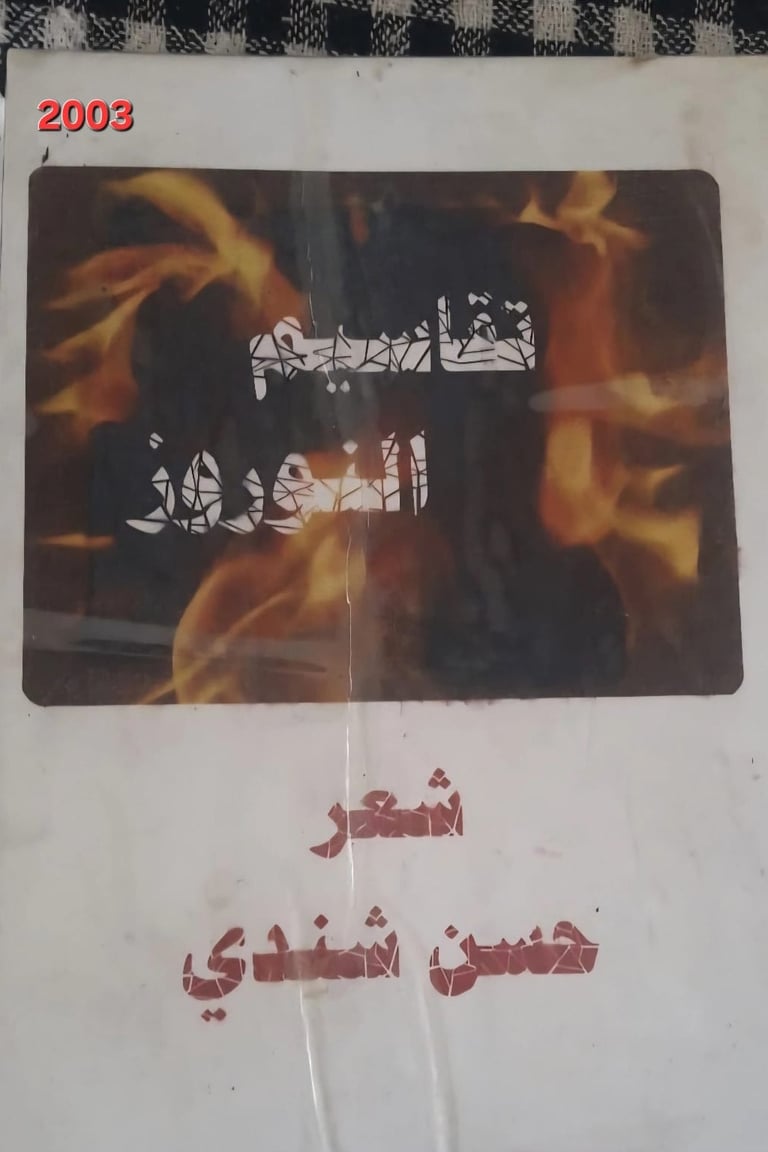 2003
تقاسيم
النوروز
شعر
حسن شندي